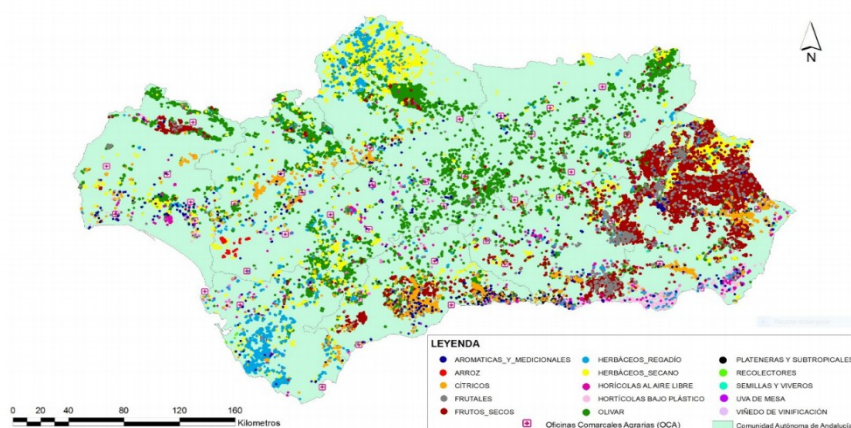 N
LEYENDA
AROMATICAS_Y_MEDICIONALES
ARROZ
CÍTRICOS
FRUTALES
FRUTOS_SECOS
HERBÁCEOS_REGADÍO
HERBÁCEOS_SECANO
HORÍCOLAS AL AIRE LIBRE
HORTÍCOLAS BAJO PLÁSTICO
OLIVAR
PLATENERAS Y SUBTROPICALES
RECOLECTORES
SEMILLAS Y VIVEROS
UVA DE MESA
VIÑEDO DE VINIFICACIÓN
Oficinas Comarcales Agrarias (OCA)
Comunidad Autónoma de Andalucía
0 20 40 80 120 160
Kilometros